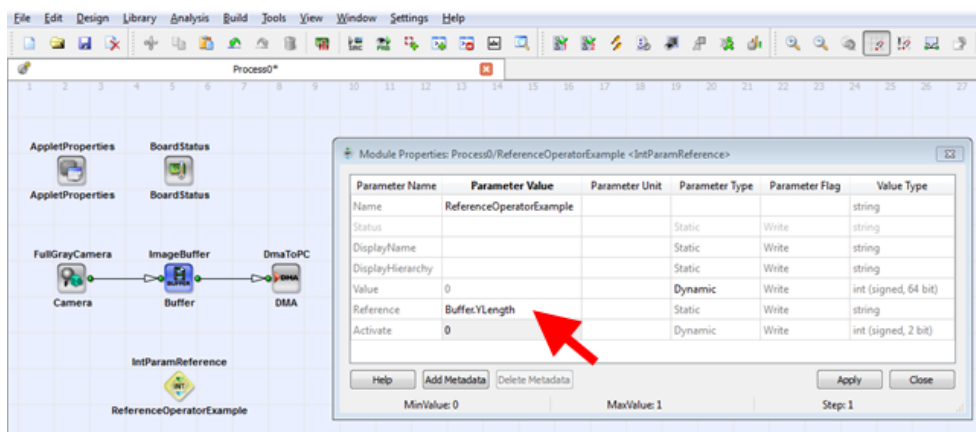 File Edit Design Library Analysis Build Tools View Window Settings Help
Process0*
1 2 3 4 5 6 7 8 9 10 11 12 13 14 15 16 17 18 19 20 21 22 23 24 25 26 27
AppletProperties BoardStatus
AppletProperties BoardStatus
FullGrayCamera ImageBuffer DmaToPC
BUFFER DMA
Camera Buffer DMA
IntParamReference
INT
ReferenceOperatorExample
Module Properties: Process0/ReferenceOperatorExample <IntParamReference>
Parameter Name Parameter Value Parameter Unit Parameter Type Parameter Flag Value Type
Name ReferenceOperatorExample string
Status Static Write string
DisplayName Static Write string
DisplayHierarchy Static Write string
Value 0 Dynamic Write int (signed, 64 bit)
Reference Buffer.YLength Static Write string
Activate 0 Dynamic Write int (signed, 2 bit)
Help Add Metadata Delete Metadata Apply Close
MinValue: 0 MaxValue: 1 Step: 1